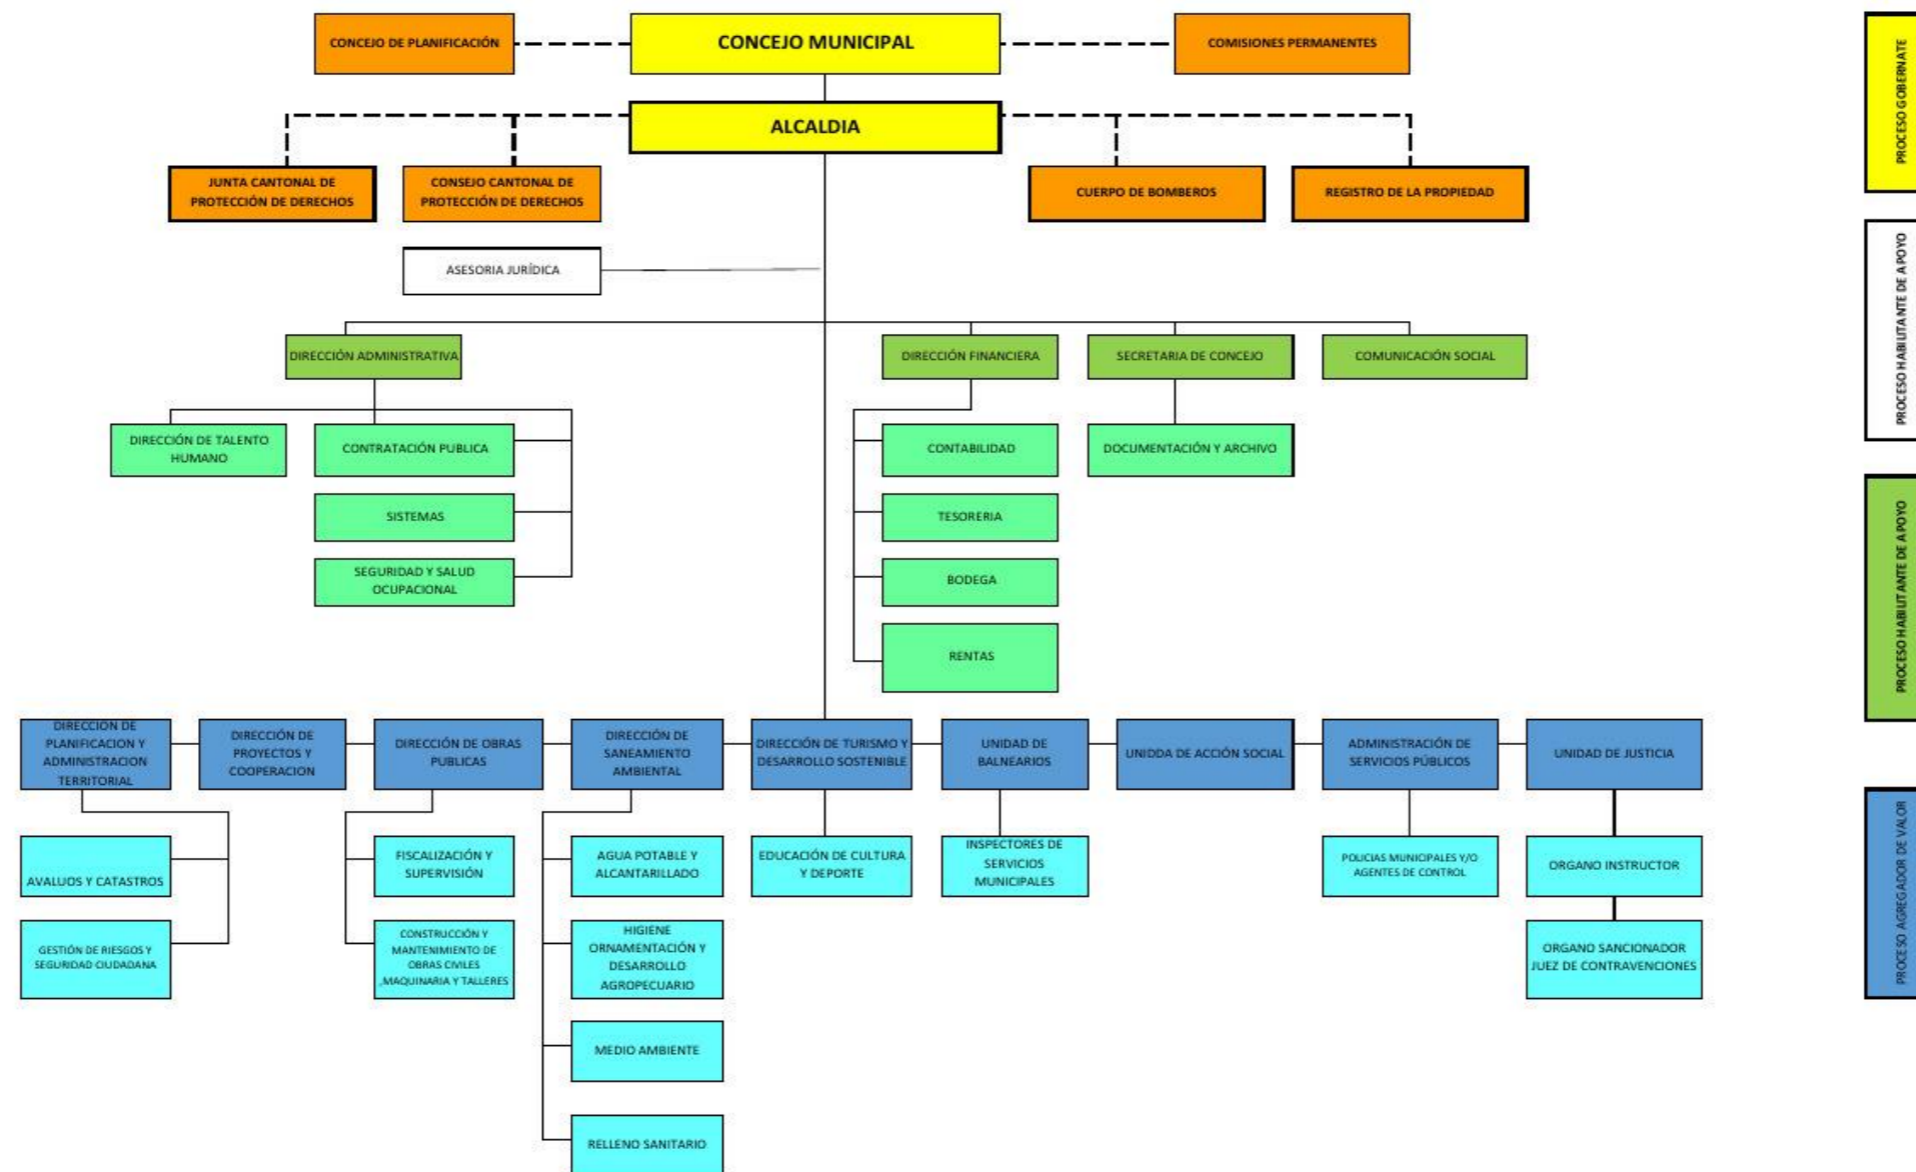 CONCEJO DE PLANIFICACIÓN
CONCEJO MUNICIPAL
COMISIONES PERMANENTES
ALCALDIA
JUNTA CANTONAL DE
PROTECCIÓN DE DERECHOS
CONSEJO CANTONAL DE
PROTECCIÓN DE DERECHOS
CUERPO DE BOMBEROS
REGISTRO DE LA PROPIEDAD
ASESORIA JURÍDICA
DIRECCIÓN ADMINISTRATIVA
DIRECCIÓN FINANCIERA
SECRETARIA DE CONCEJO
COMUNICACIÓN SOCIAL
DIRECCIÓN DE TALENTO
HUMANO
CONTRATACIÓN PUBLICA
CONTABILIDAD
DOCUMENTACIÓN Y ARCHIVO
SISTEMAS
TESORERIA
SEGURIDAD Y SALUD
OCUPACIONAL
BODEGA
RENTAS
DIRECCIÓN DE
PLANIFICACION Y
ADMINISTRACION
TERRITORIAL
DIRECCIÓN DE
PROYECTOS Y
COOPERACION
DIRECCIÓN DE OBRAS
PUBLICAS
DIRECCIÓN DE
SANEAMIENTO
AMBIENTAL
DIRECCIÓN DE TURISMO Y
DESARROLLO SOSTENIBLE
UNIDAD DE
BALNEARIOS
UNIDDA DE ACCIÓN SOCIAL
ADMINISTRACIÓN DE
SERVICIOS PÚBLICOS
UNIDAD DE JUSTICIA
AVALUOS Y CATASTROS
FISCALIZACIÓN Y
SUPERVISIÓN
AGUA POTABLE Y
ALCANTARILLADO
EDUCACIÓN DE CULTURA
Y DEPORTE
INSPECTORES DE
SERVICIOS
MUNICIPALES
POLICIAS MUNICIPALES Y/O
AGENTES DE CONTROL
ORGANO INSTRUCTOR
GESTIÓN DE RIESGOS Y
SEGURIDAD CIUDADANA
CONSTRUCCIÓN Y
MANTENIMIENTO DE
OBRAS CIVILES
,MAQUINARIA Y TALLERES
HIGIENE
ORNAMENTACIÓN Y
DESARROLLO
AGROPECUARIO
ORGANO SANCIONADOR
JUEZ DE CONTRAVENCIONES
MEDIO AMBIENTE
RELLENO SANITARIO
PROCESO GOBERNATE
PROCESO HABILITANTE DE APOYO
PROCESO HABILITANTE DE APOYO
PROCESO AGREGADOR DE VALOR